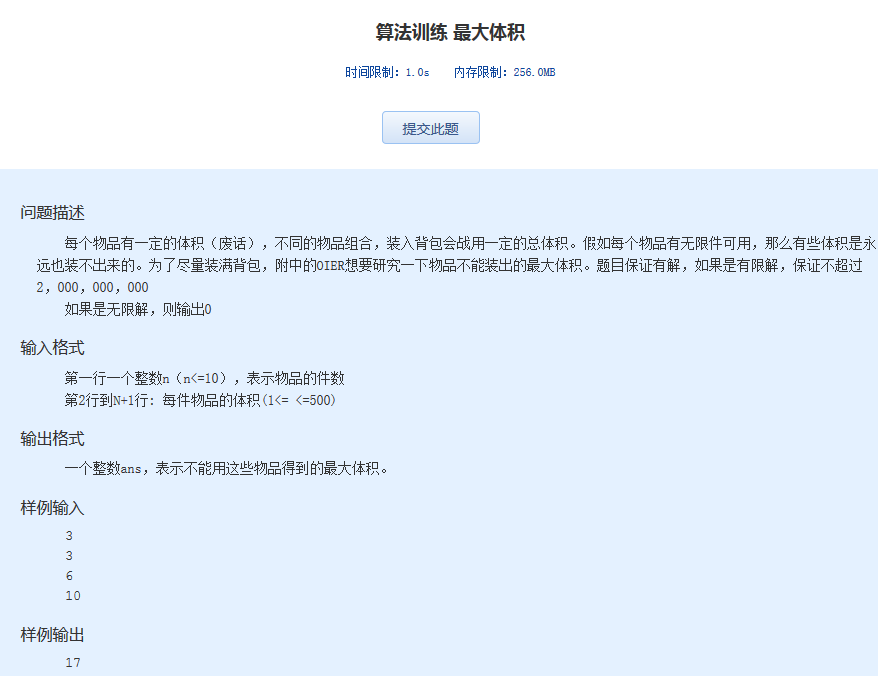 算法训练 最大体积
时间限制：1.0s 内存限制：256.0MB
提交此题
问题描述
每个物品有一定的体积（废话），不同的物品组合，装入背包会战用一定的总体积。假如每个物品有无限件可用，那么有些体积是永
远也装不出来的。为了尽量装满背包，附中的OIER想要研究一下物品不能装出的最大体积。题目保证有解，如果是有限解，保证不超过
2，000，000，000
如果是无限解，则输出0
输入格式
第一行一个整数n（n<=10），表示物品的件数
第2行到N+1行: 每件物品的体积(1<= <=500)
输出格式
一个整数ans，表示不能用这些物品得到的最大体积。
样例输入
3
3
6
10
样例输出
17